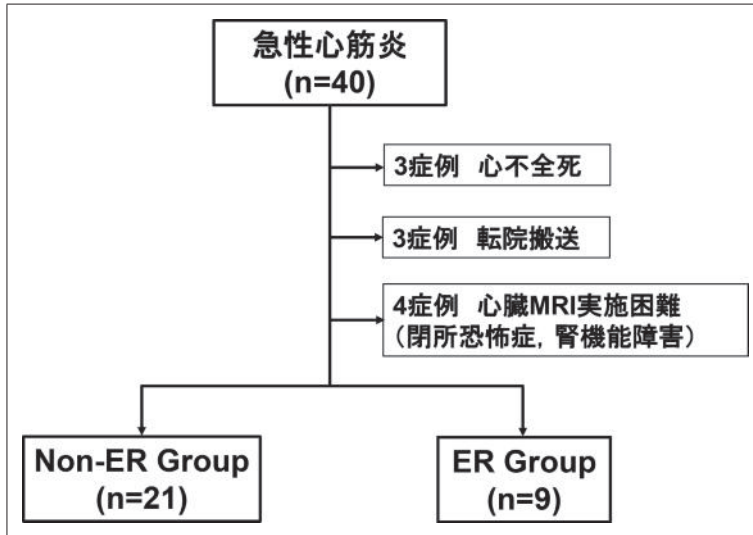 急性心筋炎
(n=40)
3症例　心不全死
3症例　転院搬送
4症例　心臓MRI実施困難
（閉所恐怖症, 腎機能障害）
Non-ER Group
(n=21)
ER Group
(n=9)